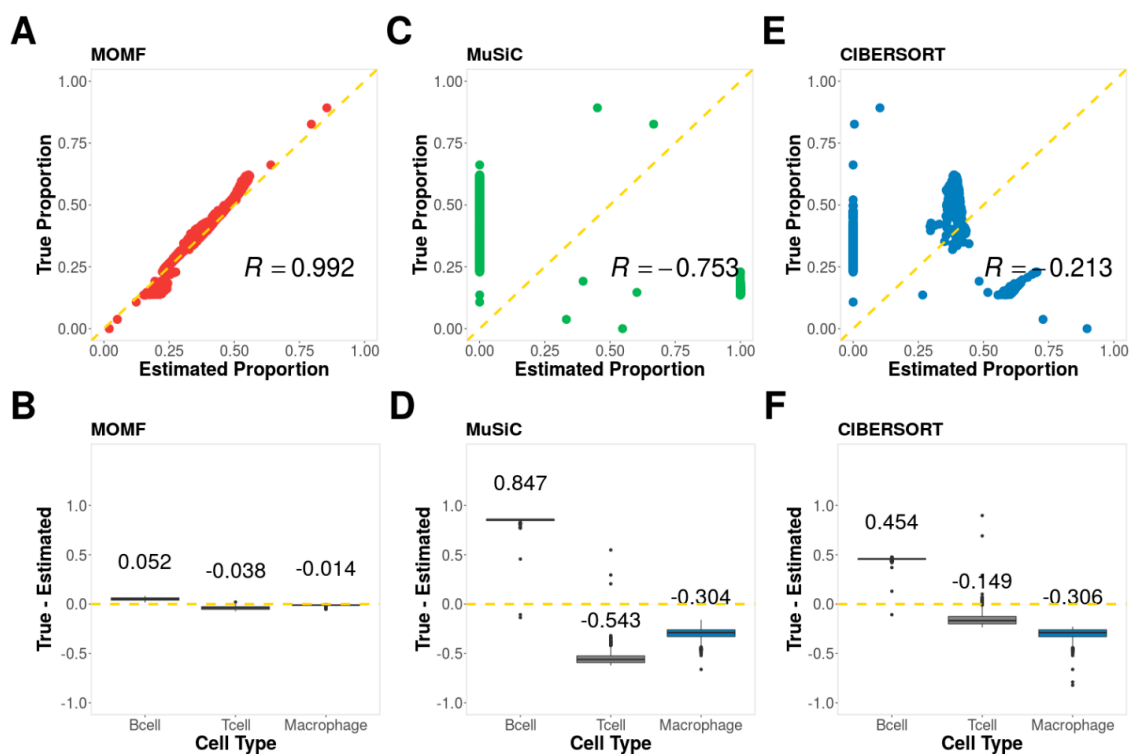 A
MOMF
True Proportion
1.00
0.75
0.50
0.25
0.00
R = 0.992
0.00 0.25 0.50 0.75 1.00
Estimated Proportion
C
MuSiC
True Proportion
1.00
0.75
0.50
0.25
0.00
R = −0.753
0.00 0.25 0.50 0.75 1.00
Estimated Proportion
E
CIBERSORT
True Proportion
1.00
0.75
0.50
0.25
0.00
R = −0.213
0.00 0.25 0.50 0.75 1.00
Estimated Proportion
B
MOMF
True - Estimated
1.0
0.5
0.0
-0.5
-1.0
0.052 -0.038 -0.014
Bcell Tcell Macrophage
Cell Type
D
MuSiC
True - Estimated
1.0
0.5
0.0
-0.5
-1.0
0.847
-0.543
-0.304
Bcell Tcell Macrophage
Cell Type
F
CIBERSORT
True - Estimated
1.0
0.5
0.0
-0.5
-1.0
0.454
-0.149
-0.306
Bcell Tcell Macrophage
Cell Type